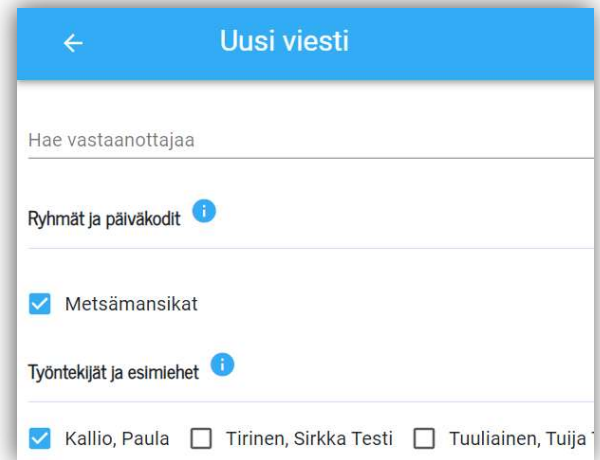 Uusi viesti
Hae vastaanottajaa
Ryhmät ja päiväkodit
Metsämansikat
Työntekijät ja esimiehet
Kallio, Paula Tirinen, Sirkka Testi Tuuliainen, Tuija